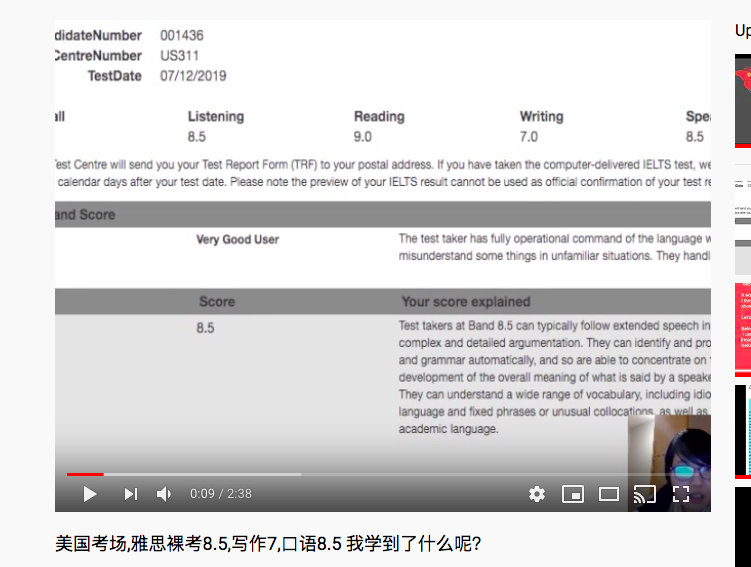 Up
didateNumber 001436
CentreNumber US311
TestDate 07/12/2019
all Listening Reading Writing Spea
8.5 9.0 7.0 8.5
Test Centre will send you your Test Report Form (TRF) to your postal address. If you have taken the computer-delivered IELTS test, we
calendar days after your test date. Please note the preview of your IELTS result cannot be used as official confirmation of your test re
and Score
Very Good User The test taker has fully operational command of the language w
misunderstand some things in unfamiliar situations. They handl
Score Your score explained
8.5 Test takers at Band 8.5 can typically follow extended speech in
complex and detailed argumentation. They can identify and pro
and grammar automatically, and so are able to concentrate on
development of the overall meaning of what is said by a speake
They can understand a wide range of vocabulary, including idio
language and fixed phrases or unusual collocations, as well as
academic language.
0:09 / 2:38
美国考场,雅思裸考8.5,写作7,口语8.5 我学到了什么呢?